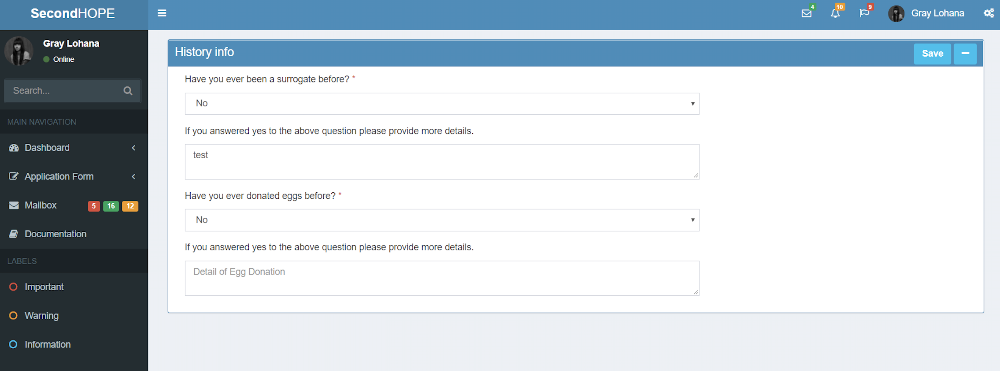 SecondHOPE
4
10
9
Gray Lohana
Gray Lohana
Online
Search...
MAIN NAVIGATION
Dashboard
Application Form
Mailbox 5 16 12
Documentation
LABELS
Important
Warning
Information
History info
Save
Have you ever been a surrogate before? *
No
If you answered yes to the above question please provide more details.
test
Have you ever donated eggs before? *
No
If you answered yes to the above question please provide more details.
Detail of Egg Donation